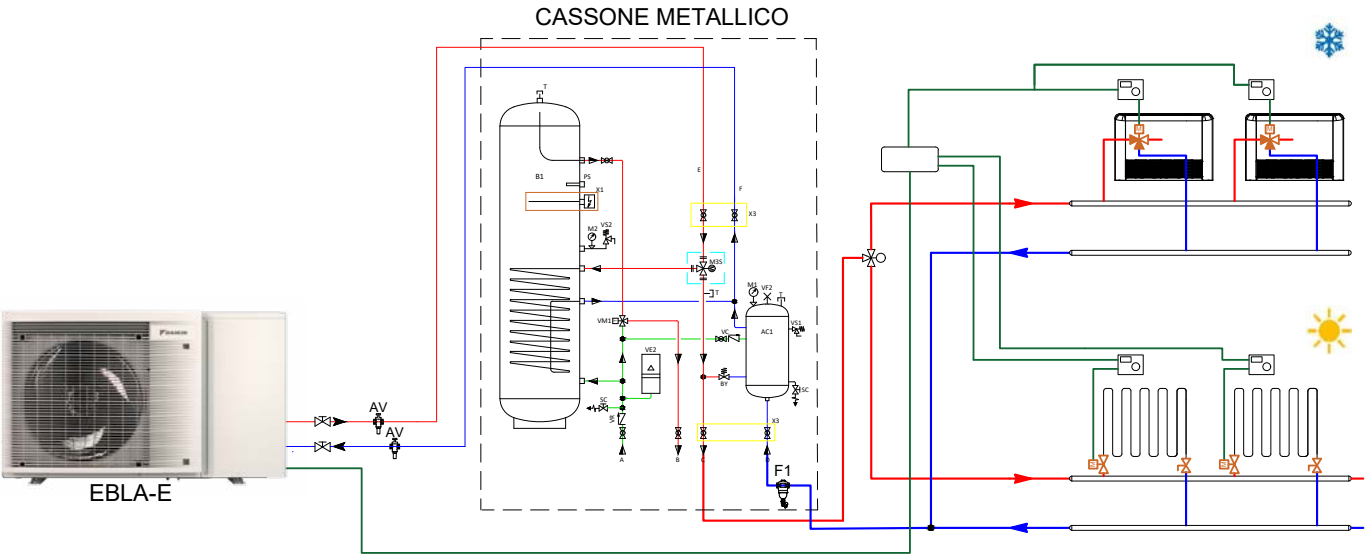 CASSONE METALLICO
T
B1
PS
X1
E
F
X3
M2
VS2
M3S
T
M1
VF2
T
VM1
VC
AC1
VS1
VE2
BY
SC
SC
VR
X3
A
B
C
D
F1
DAIKIN
AV
AV
EBLA-E
M
M
M
M